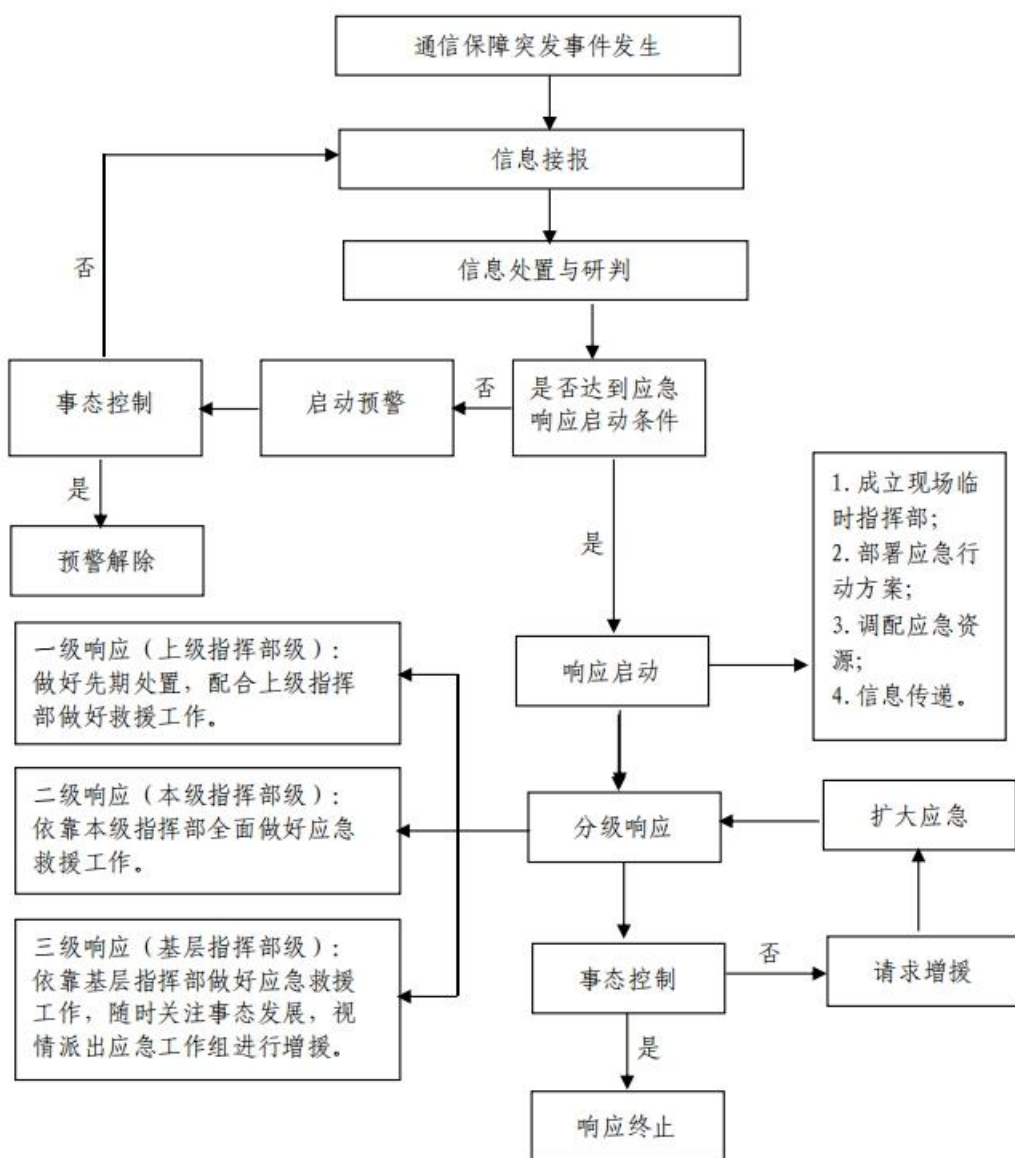 通信保障突发事件发生
信息接报
否
信息处置与研判
事态控制
启动预警
否
是否达到应急
响应启动条件
是
预警解除
是
1.成立现场临
时指挥部；
2.部署应急行
动方案；
3.调配应急资
源；
4.信息传递。
一级响应（上级指挥部级）：
做好先期处置，配合上级指挥
部做好救援工作。
响应启动
二级响应（本级指挥部级）：
依靠本级指挥部全面做好应急
救援工作。
分级响应
扩大应急
三级响应（基层指挥部级）：
依靠基层指挥部做好应急救援
工作，随时关注事态发展，视
情派出应急工作组进行增援。
事态控制
否
请求增援
是
响应终止